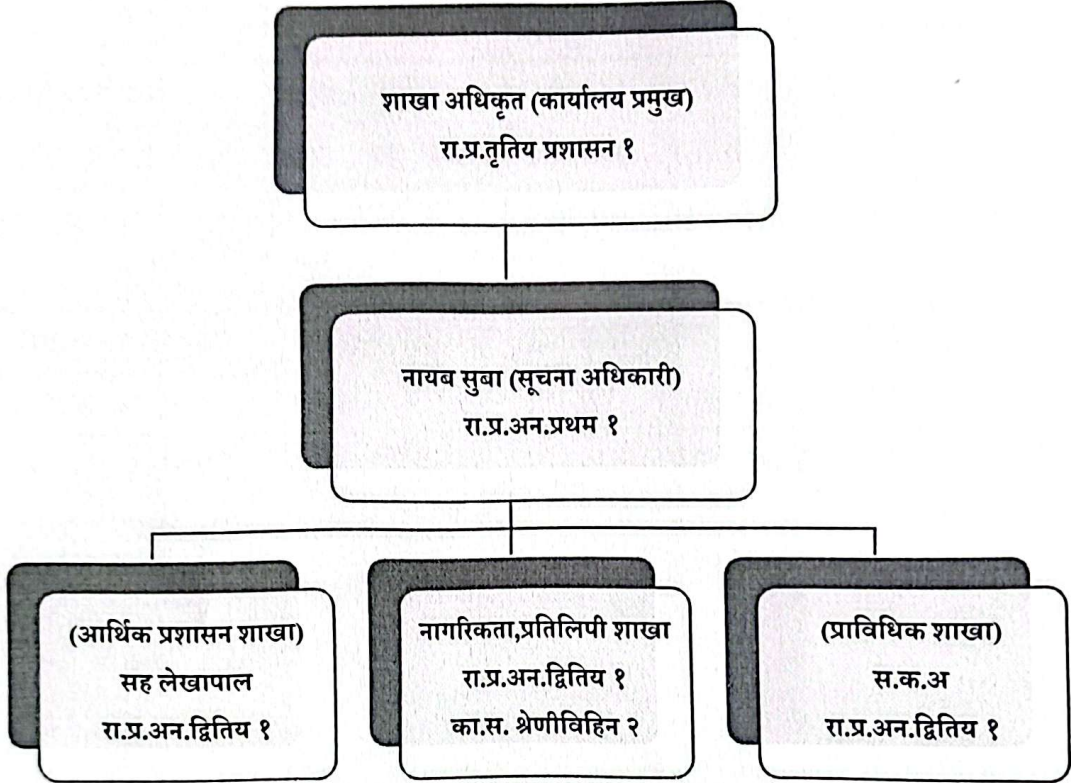 शाखा अधिकृत (कार्यालय प्रमुख)
रा.प्र.तृतिय प्रशासन १
नायब सुबा (सूचना अधिकारी)
रा.प्र.अन.प्रथम १
(आर्थिक प्रशासन शाखा)
सह लेखापाल
रा.प्र.अन.द्वितिय १
नागरिकता,प्रतिलिपी शाखा
रा.प्र.अन.द्वितिय १
का.स. श्रेणीविहिन २
(प्राविधिक शाखा)
स.क.अ
रा.प्र.अन.द्वितिय १